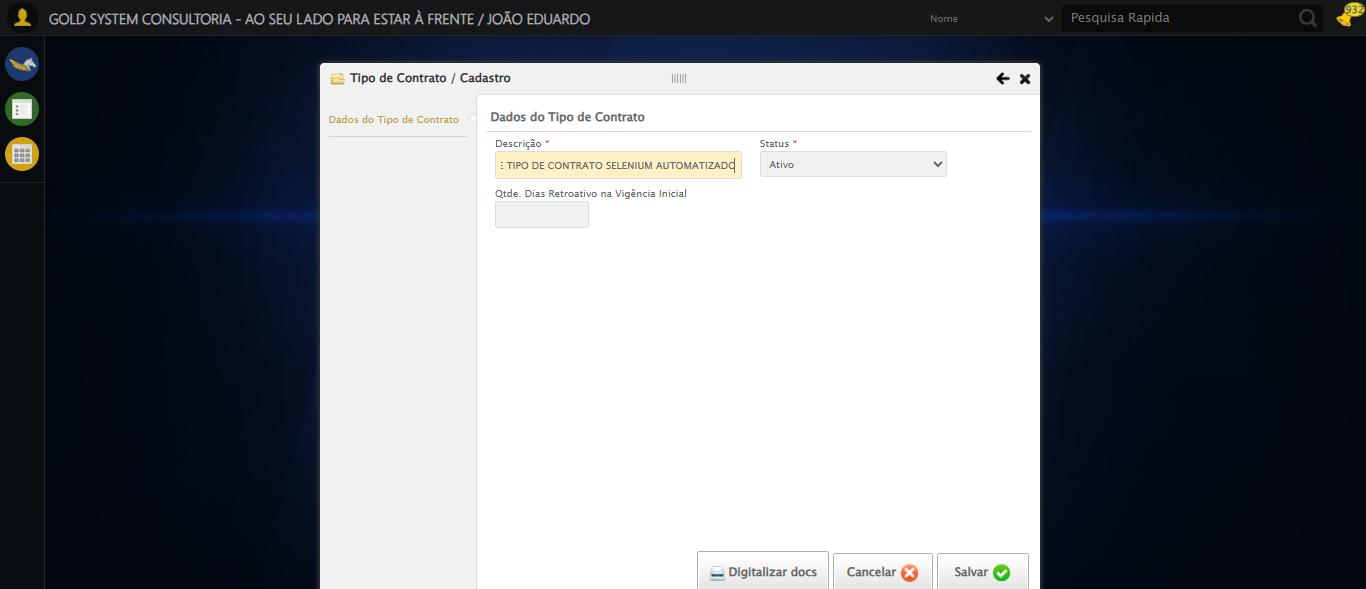 GOLD SYSTEM CONSULTORIA - AO SEU LADO PARA ESTAR À FRENTE / JOÃO EDUARDO
Nome
Pesquisa Rapida
932
Tipo de Contrato / Cadastro
Dados do Tipo de Contrato
Dados do Tipo de Contrato
Descrição *
Status *
TIPO DE CONTRATO SELENIUM AUTOMATIZADO
Ativo
Qtde. Dias Retroativo na Vigência Inicial
Digitalizar docs
Cancelar
Salvar